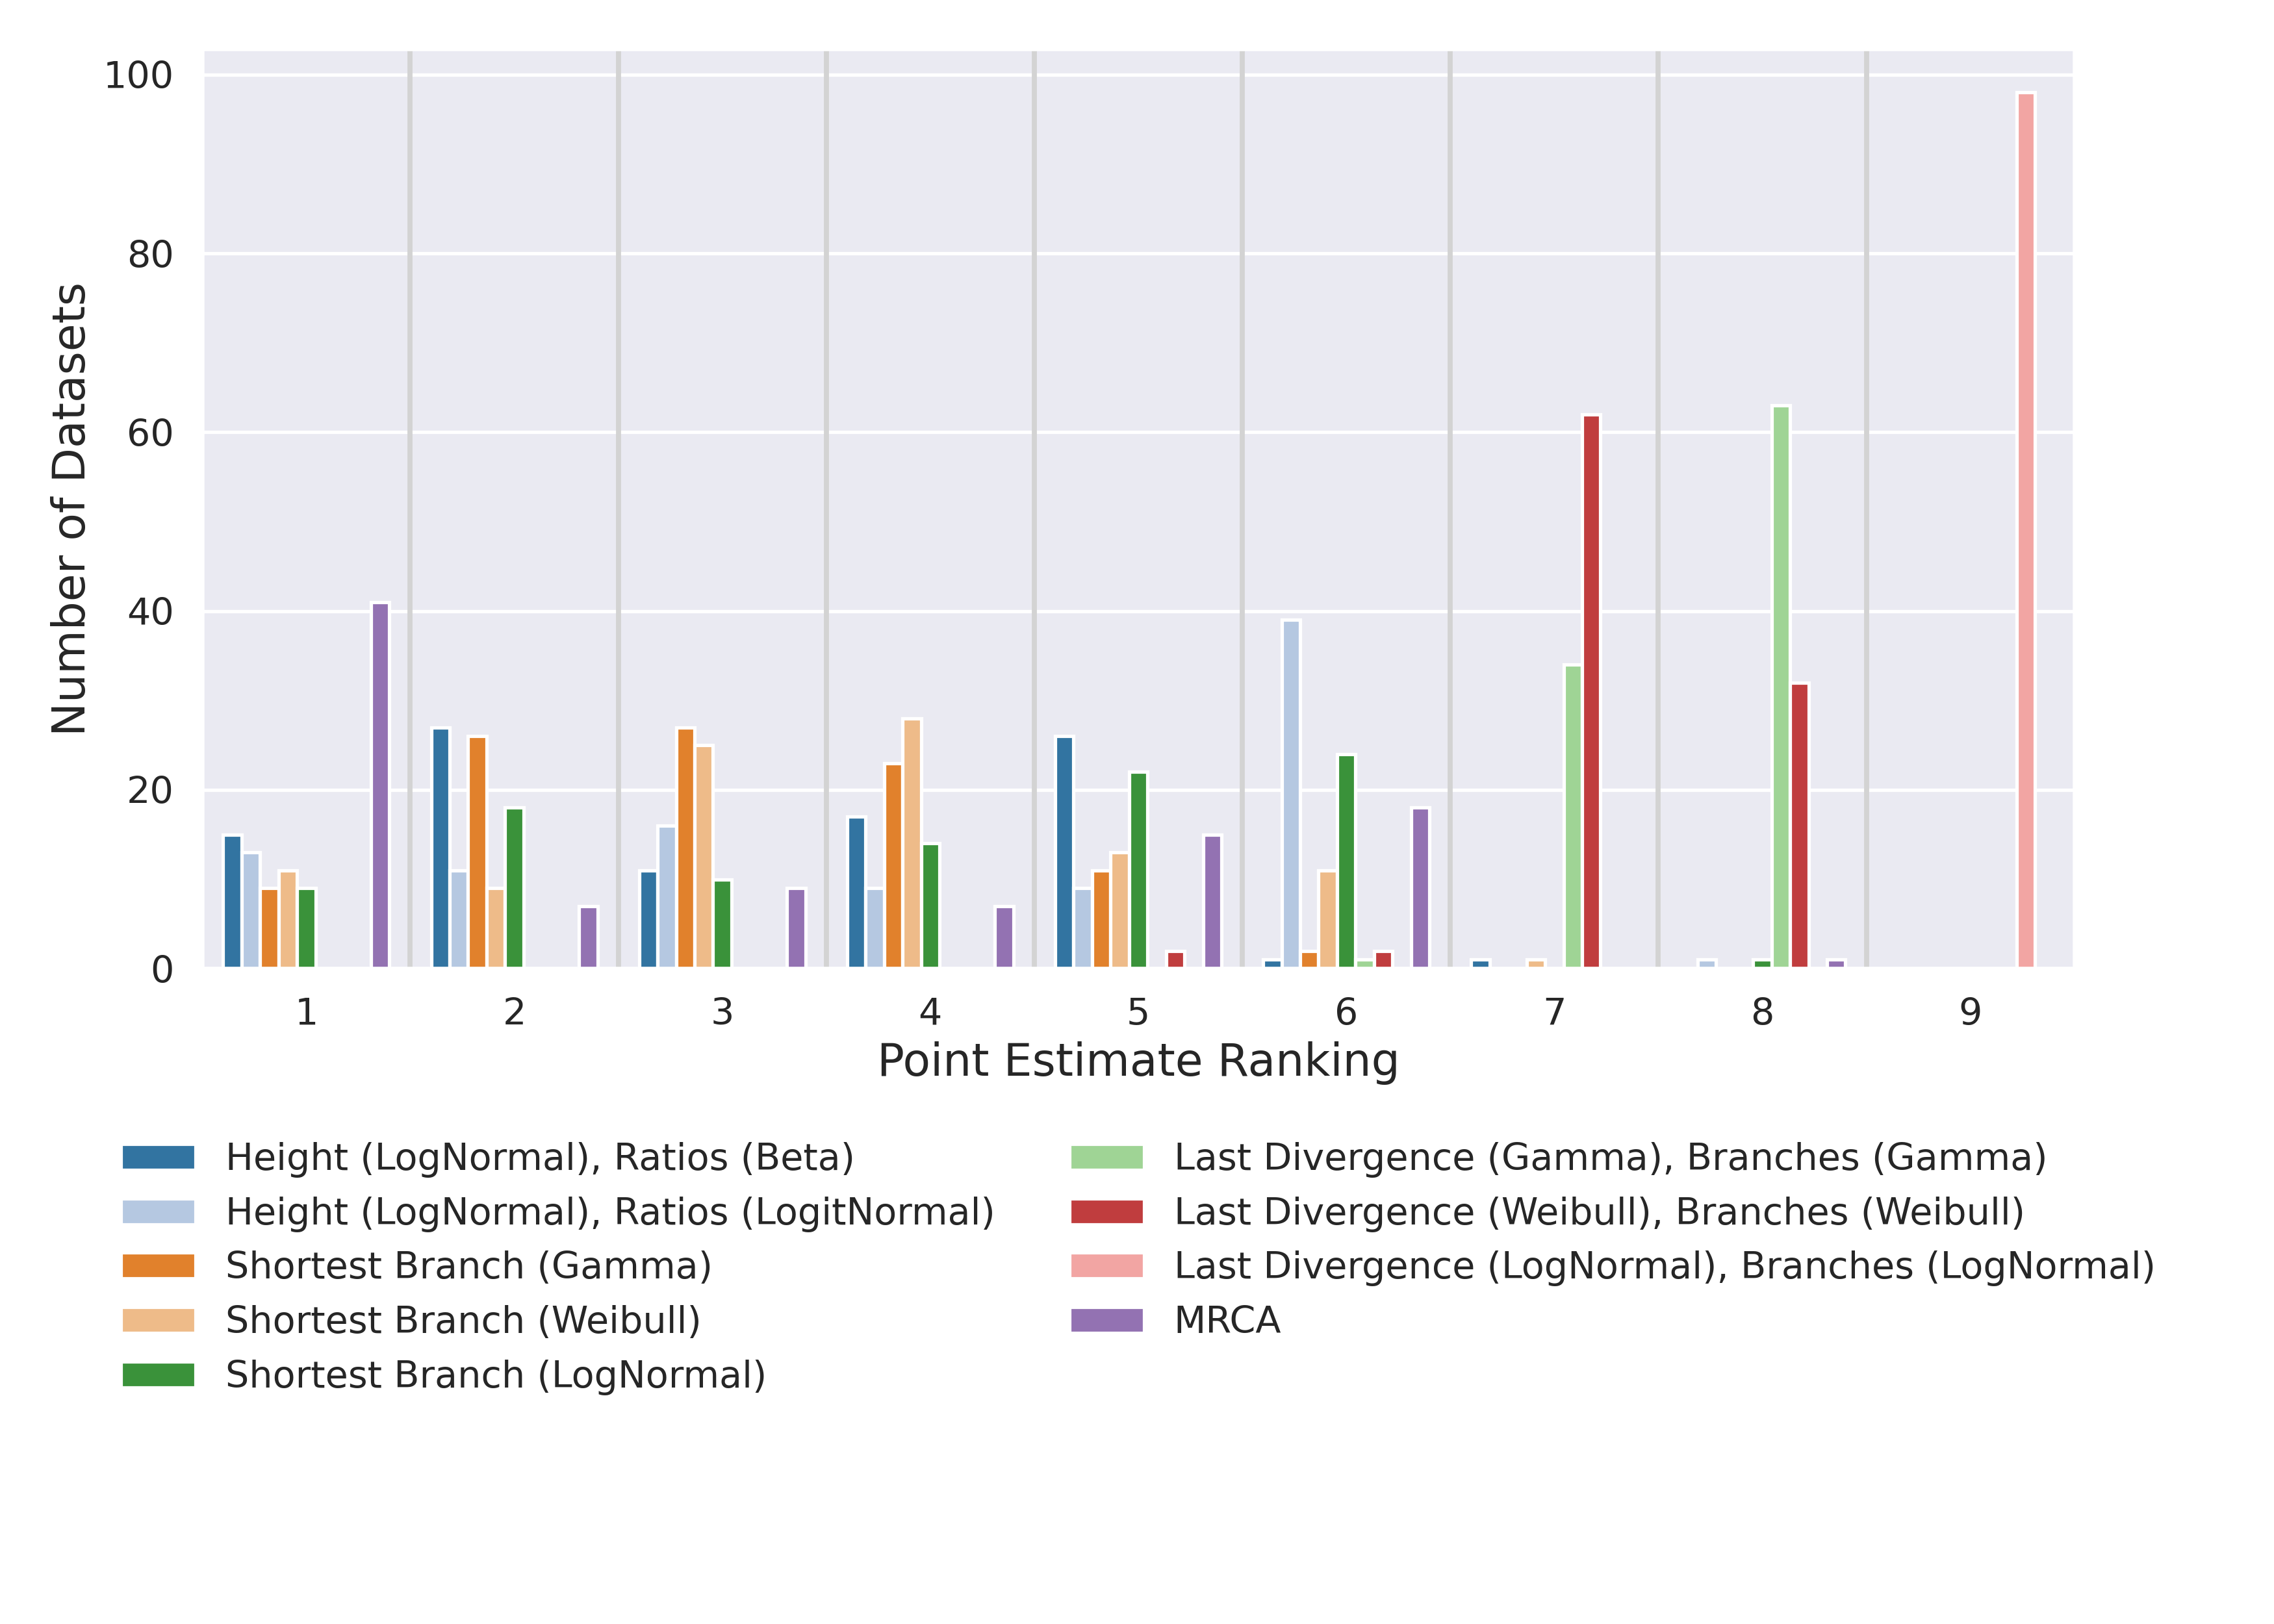 100
80
60
40
20
0
Number of Datasets
1 2 3 4 5 6 7 8 9
Point Estimate Ranking
Height (LogNormal), Ratios (Beta)
Height (LogNormal), Ratios (LogitNormal)
Shortest Branch (Gamma)
Shortest Branch (Weibull)
Shortest Branch (LogNormal)
Last Divergence (Gamma), Branches (Gamma)
Last Divergence (Weibull), Branches (Weibull)
Last Divergence (LogNormal), Branches (LogNormal)
MRCA